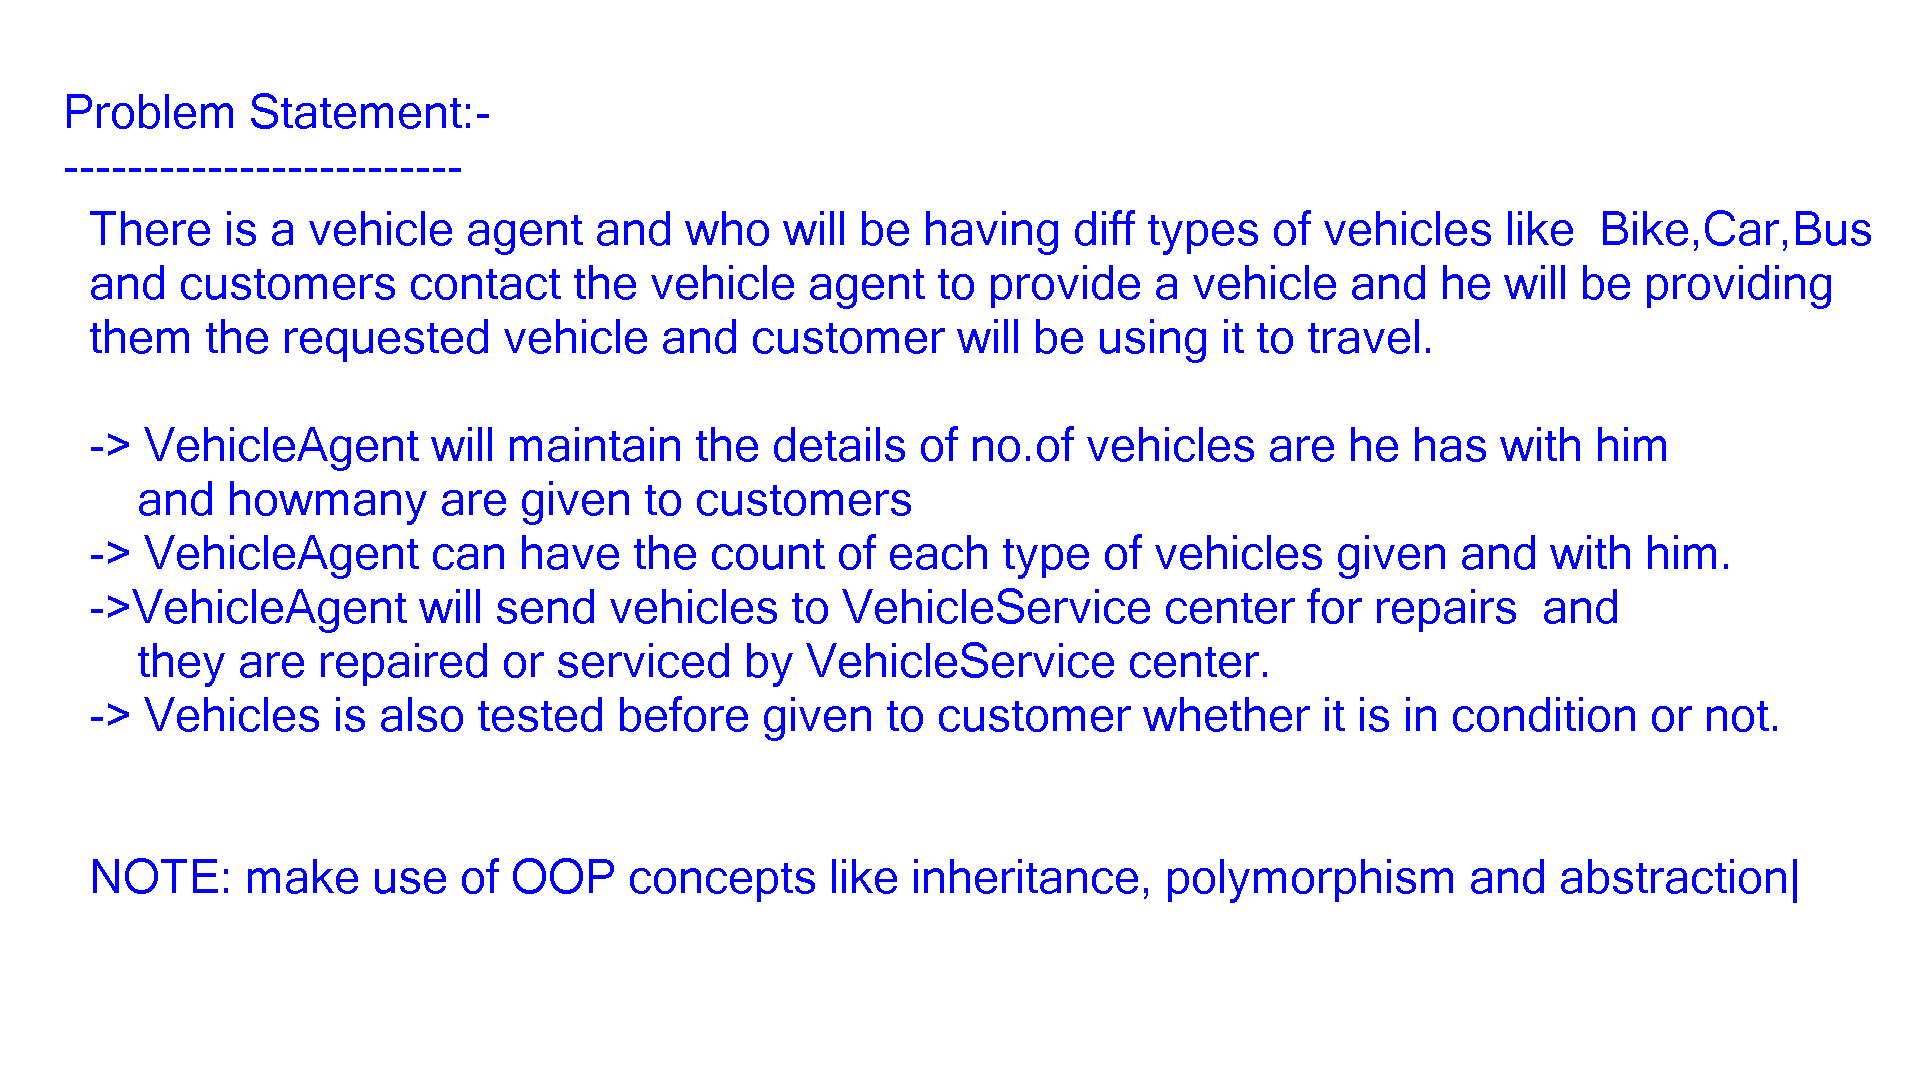 Problem Statement:-
-------------------------
There is a vehicle agent and who will be having diff types of vehicles like  Bike,Car,Bus
and customers contact the vehicle agent to provide a vehicle and he will be providing
them the requested vehicle and customer will be using it to travel.
-> VehicleAgent will maintain the details of no.of vehicles are he has with him
and howmany are given to customers
-> VehicleAgent can have the count of each type of vehicles given and with him.
->VehicleAgent will send vehicles to VehicleService center for repairs  and
they are repaired or serviced by VehicleService center.
-> Vehicles is also tested before given to customer whether it is in condition or not.
NOTE: make use of OOP concepts like inheritance, polymorphism and abstraction|